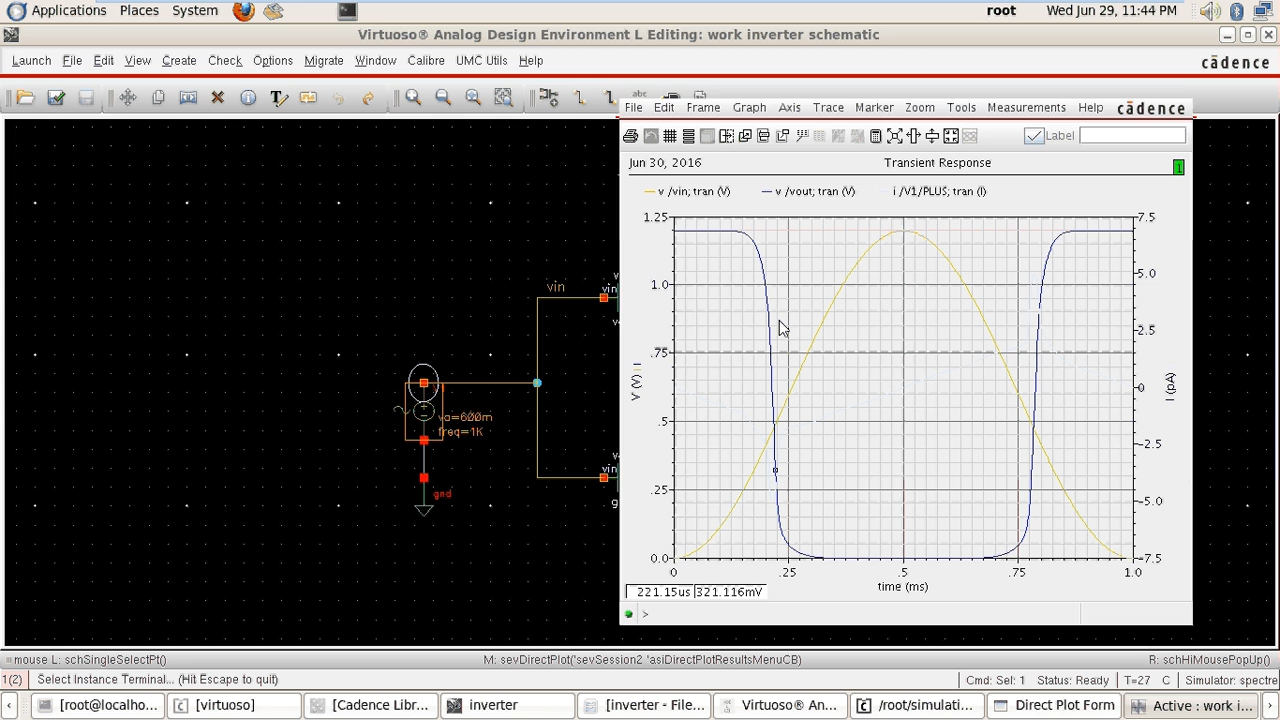 Applications Places System root Wed Jun 29, 11:44 PM
Virtuoso® Analog Design Environment L Editing: work inverter schematic
Launch File Edit View Create Check Options Migrate Window Calibre UMC Utils Help cādence
abc
File Edit Frame Graph Axis Trace Marker Zoom Tools Measurements Help cādence
Label
Jun 30, 2016 Transient Response 1
v /vin; tran (V) v /vout; tran (V) i /V1/PLUS; tran (I)
1.25 7.5
1.0 5.0
2.5
.75
V (V) I 0 I (pA)
.5
-2.5
.25 -5.0
0.0 -7.5
0 .25 .5 .75 1.0
time (ms)
221.15us 321.116mV
>
vin
vin
va=600m
freq=1K
vin
gnd
mouse L: schSingleSelectPt() M: sevDirectPlot('sevSession2 'asiDirectPlotResultsMenuCB) R: schHiMousePopUp()
1(2) Select Instance Terminal... (Hit Escape to quit) Cmd: Sel: 1 Status: Ready T=27 C Simulator: spectre
[root@localho... [virtuoso] [Cadence Libr... inverter [inverter - File... Virtuoso® An... /root/simulati... Direct Plot Form Active : work i...